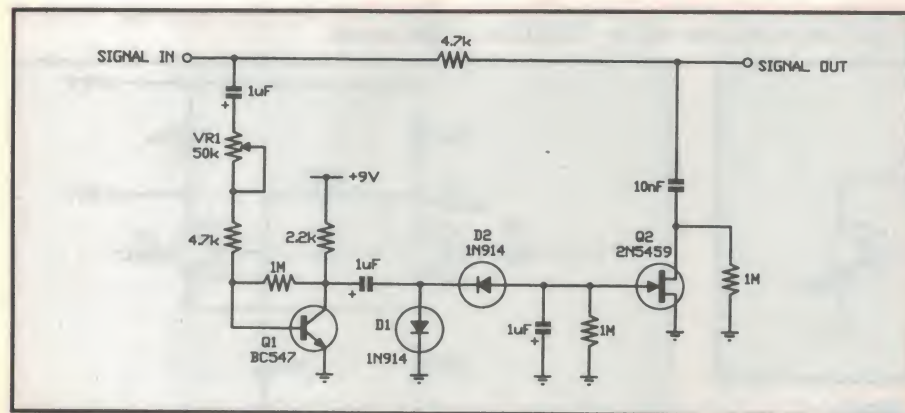 4.7k
SIGNAL IN
SIGNAL OUT
1uF
+
VR1
50k
+9V
10nF
4.7k
2.2k
D2
1N914
Q2
2N5459
1M
1uF
+
1M
D1
1uF
+
1M
Q1
BC547
1N914